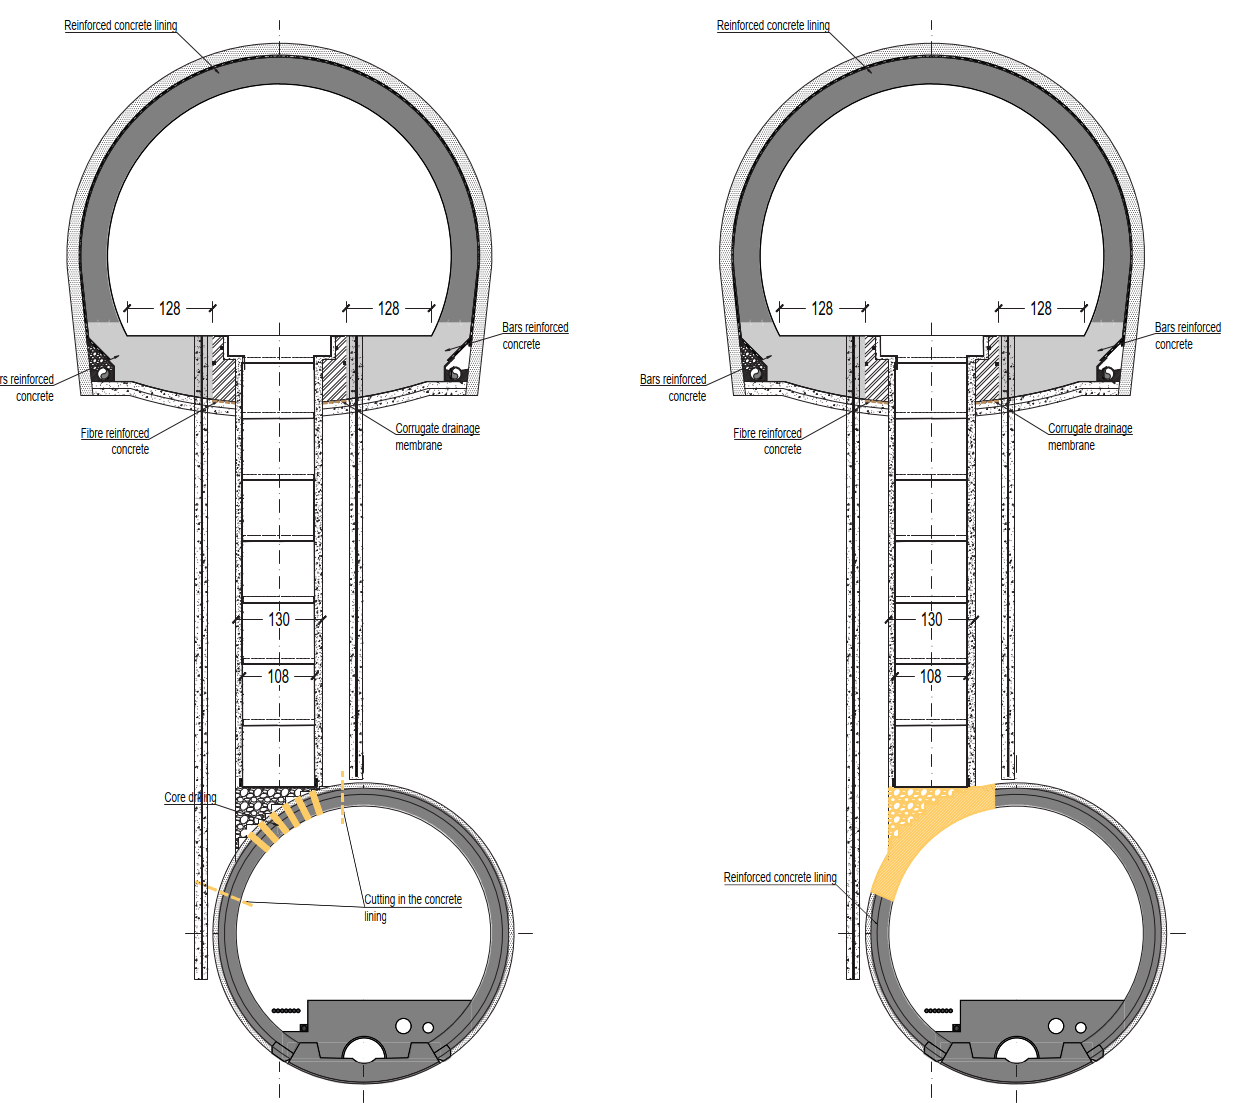 Reinforced concrete lining
128
128
Bars reinforced
concrete
rs reinforced
concrete
Fibre reinforced
concrete
Corrugate drainage
membrane
130
108
Core drilling
Cutting in the concrete
lining
Reinforced concrete lining
128
128
Bars reinforced
concrete
Bars reinforced
concrete
Fibre reinforced
concrete
Corrugate drainage
membrane
130
108
Reinforced concrete lining